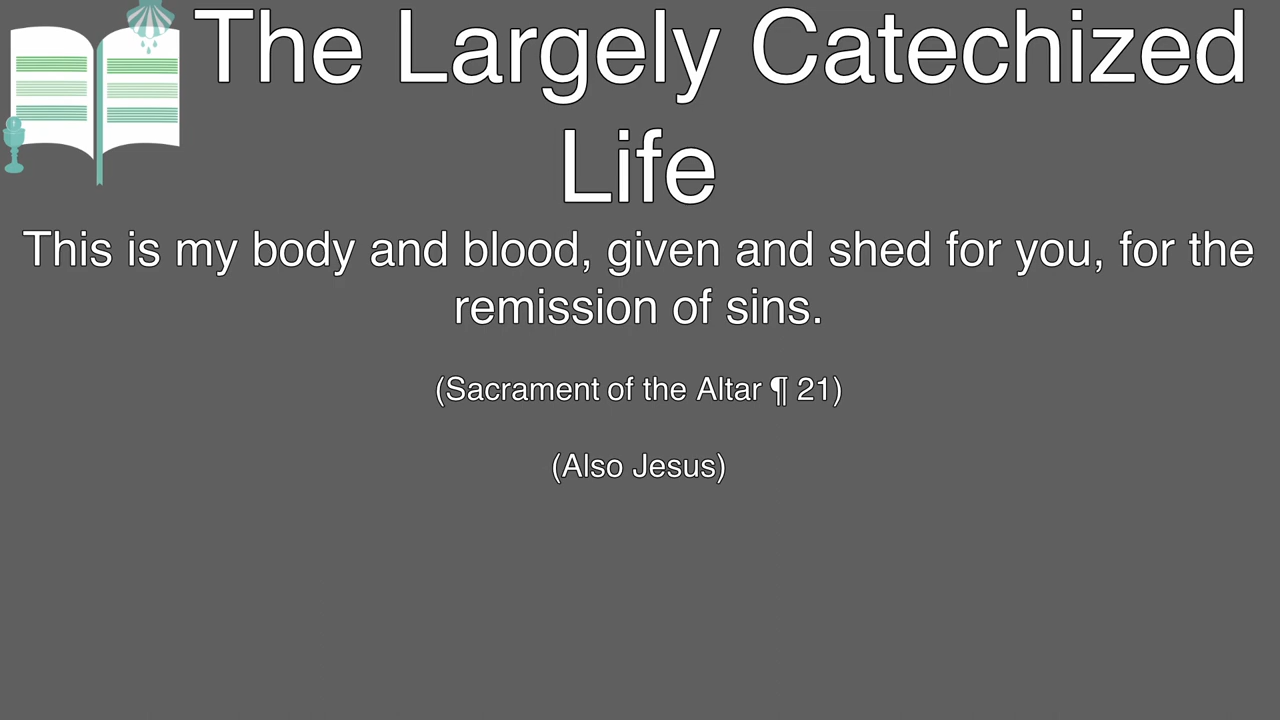 The Largely Catechized
Life
This is my body and blood, given and shed for you, for the
remission of sins.
(Sacrament of the Altar ¶ 21)
(Also Jesus)